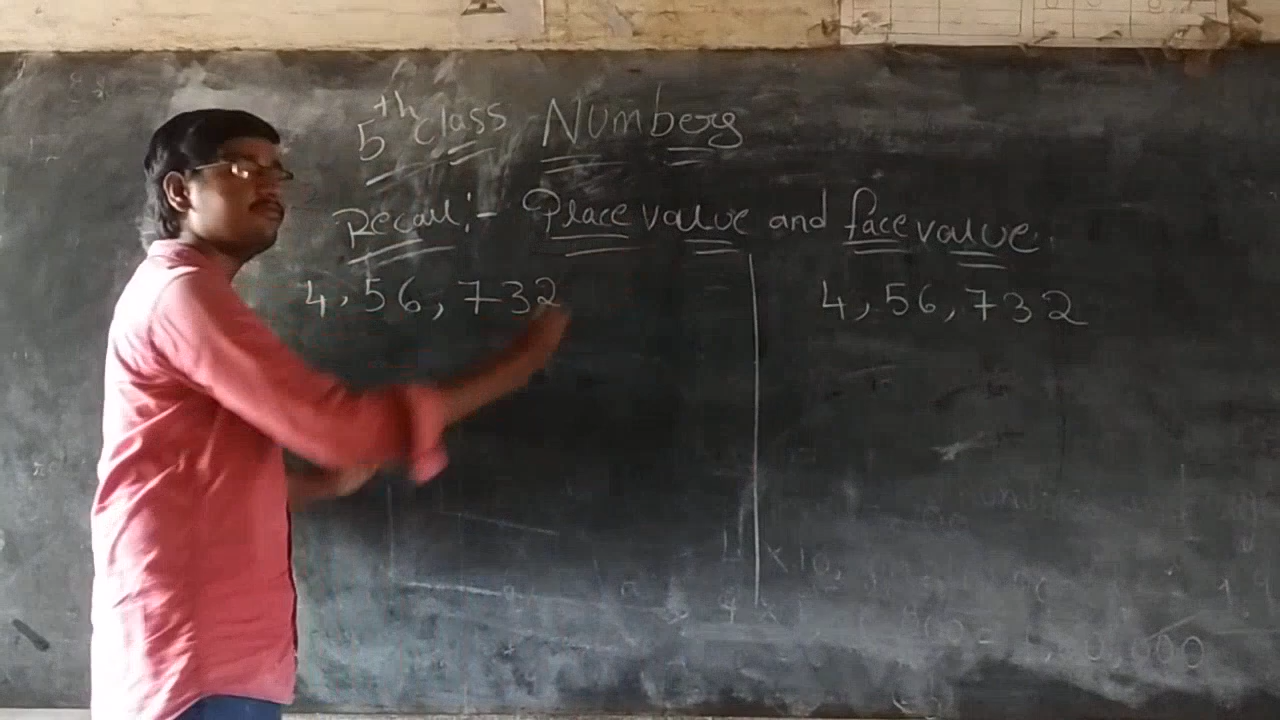 5th class Numbers
Recall:- Place value and face value.
4,56,732
4,56,732